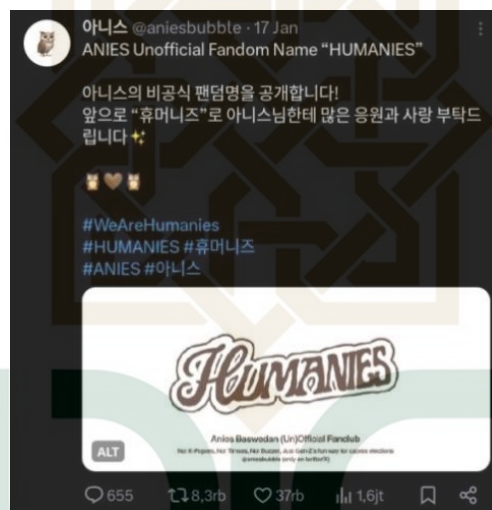 아니스 @aniesbubble · 17 Jan
ANIES Unofficial Fandom Name “HUMANIES”
아니스의 비공식 팬덤명을 공개합니다!
앞으로 “휴머니즈”로 아니스님한테 많은 응원과 사랑 부탁드
립니다✨
🦉🤎🦉
#WeAreHumanies
#HUMANIES #휴머니즈
#ANIES #아니스
HUMANIES
Anies Baswedan (Un)Official Fanclub
ALT
655 8,3rb 37rb 1,6jt